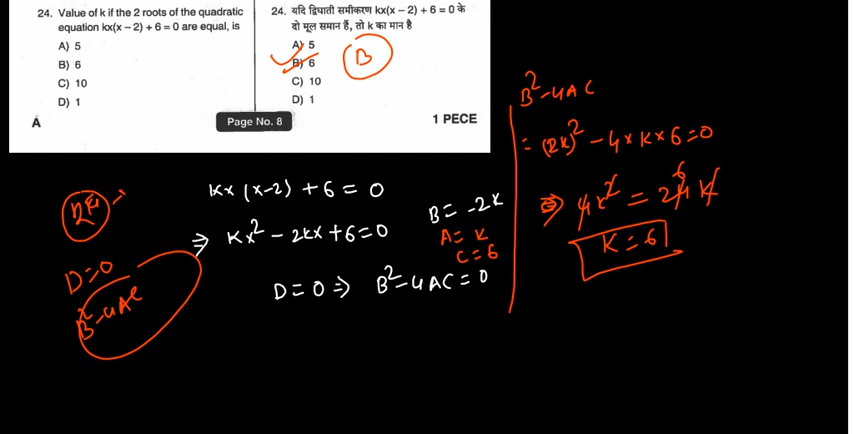 24. Value of k if the 2 roots of the quadratic
equation kx(x – 2) + 6 = 0 are equal, is
A) 5
B) 6
C) 10
D) 1
A
24. यदि द्विघाती समीकरण kx(x – 2) + 6 = 0 के
दो मूल समान हैं, तो k का मान है
A) 5
B) 6
C) 10
D) 1
B
Page No. 8
1 PECE
Kx (x-2) + 6 = 0
⇒ Kx² - 2Kx + 6 = 0
B = -2K
A = K
C = 6
D = 0 ⇒ B² - 4AC = 0
D = 0
B² - 4AC
B² - 4AC
= (2K)² - 4 × K × 6 = 0
K = 6